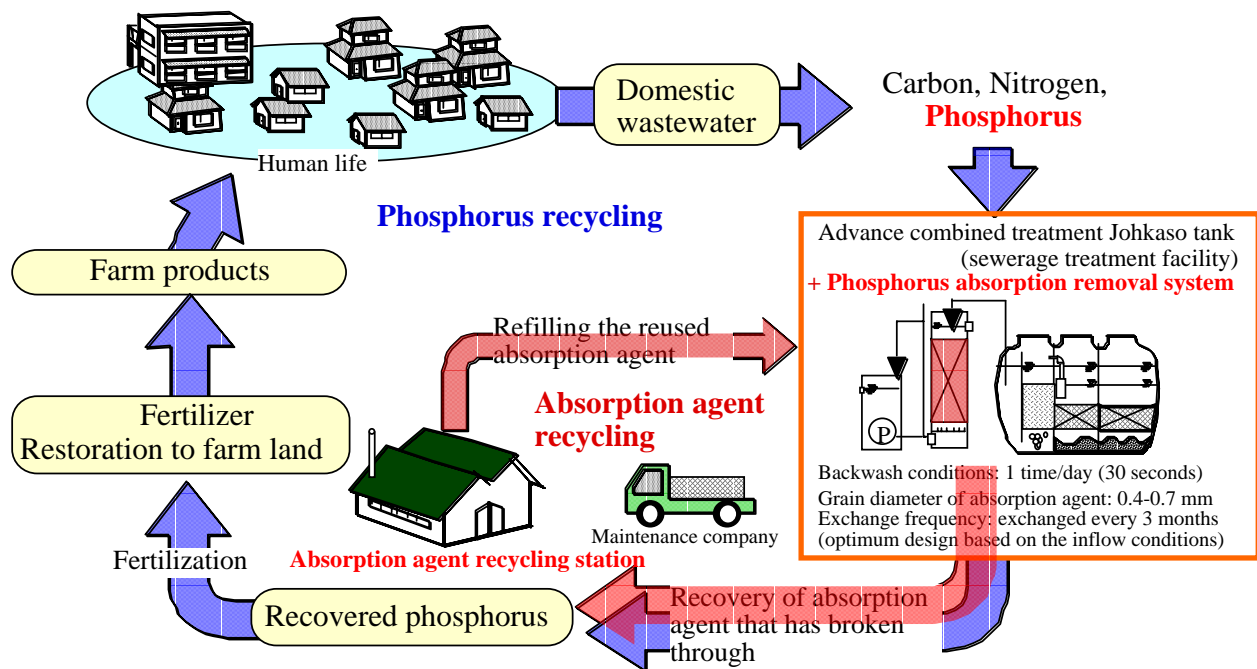 Human life
Domestic
wastewater
Carbon, Nitrogen,
Phosphorus
Phosphorus recycling
Advance combined treatment Johkaso tank
(sewerage treatment facility)
+ Phosphorus absorption removal system
P
Backwash conditions: 1 time/day (30 seconds)
Grain diameter of absorption agent: 0.4-0.7 mm
Exchange frequency: exchanged every 3 months
(optimum design based on the inflow conditions)
Farm products
Refilling the reused
absorption agent
Absorption agent
recycling
Fertilizer
Restoration to farm land
Maintenance company
Absorption agent recycling station
Fertilization
Recovered phosphorus
Recovery of absorption
agent that has broken
through